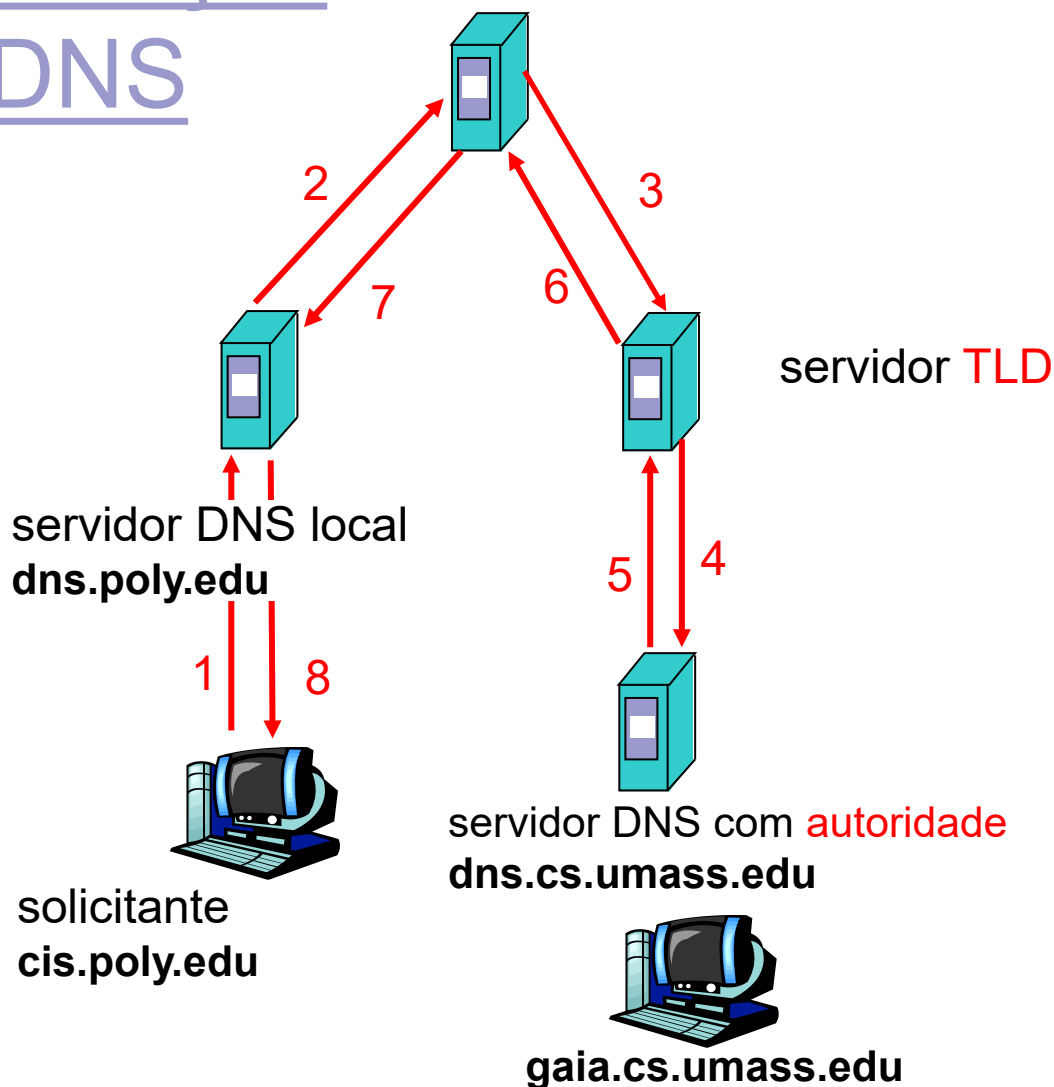 DNS
2
3
7
6
servidor TLD
servidor DNS local
dns.poly.edu
5
4
1
8
servidor DNS com autoridade
dns.cs.umass.edu
solicitante
cis.poly.edu
gaia.cs.umass.edu